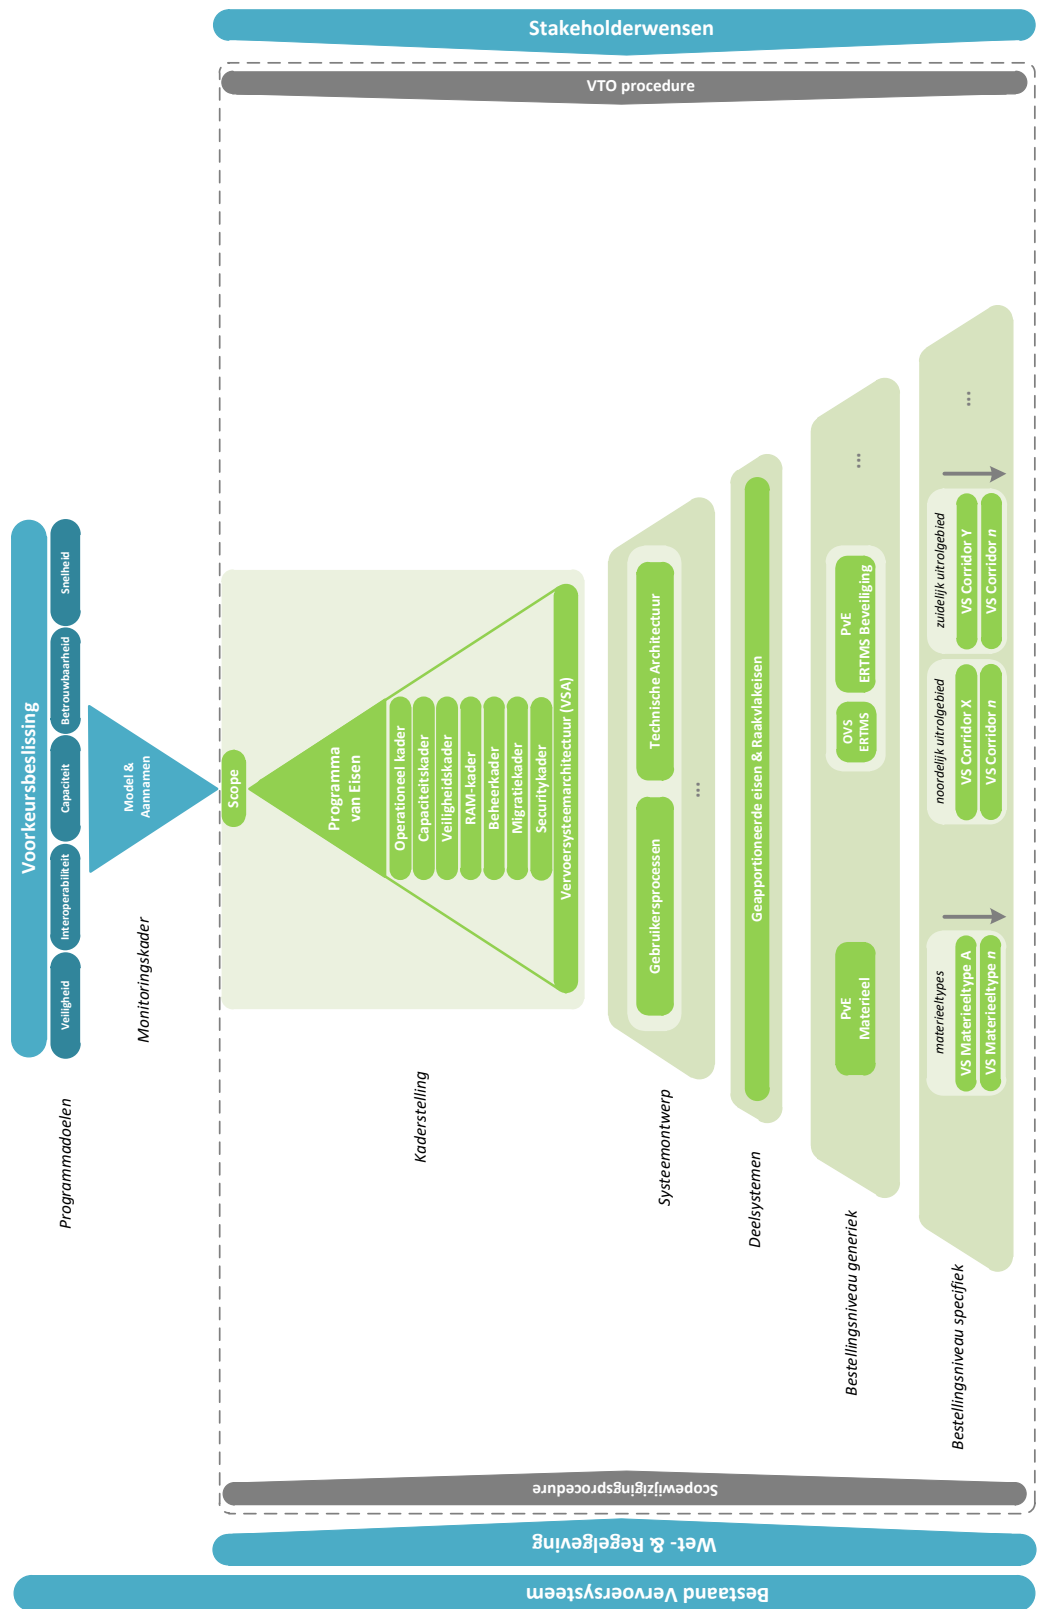 Voorkeursbeslissing
Veiligheid
Interoperabiliteit
Capaciteit
Betrouwbaarheid
Snelheid
Programmadoelen
Model &
Aannamen
Monitoringskader
Scope
Programma
van Eisen
Operationeel kader
Capaciteitskader
Veiligheidskader
RAM-kader
Beheerkader
Migratiekader
Securitykader
Vervoersysteemarchitectuur (VSA)
Kaderstelling
Gebruikersprocessen
Technische Architectuur
...
Systeemontwerp
Geapportioneerde eisen & Raakvlakeisen
Deelsystemen
PvE
Materieel
OVS
ERTMS
PvE
ERTMS Beveiliging
...
Bestellingsniveau generiek
materieeltypes
VS Materieeltype A
VS Materieeltype n
noordelijk uitrolgebied
VS Corridor X
VS Corridor n
zuidelijk uitrolgebied
VS Corridor Y
VS Corridor n
...
Bestellingsniveau specifiek
Bestaand Vervoersysteem
Wet- & Regelgeving
Scopewijzigingsprocedure
VTO procedure
Stakeholderwensen